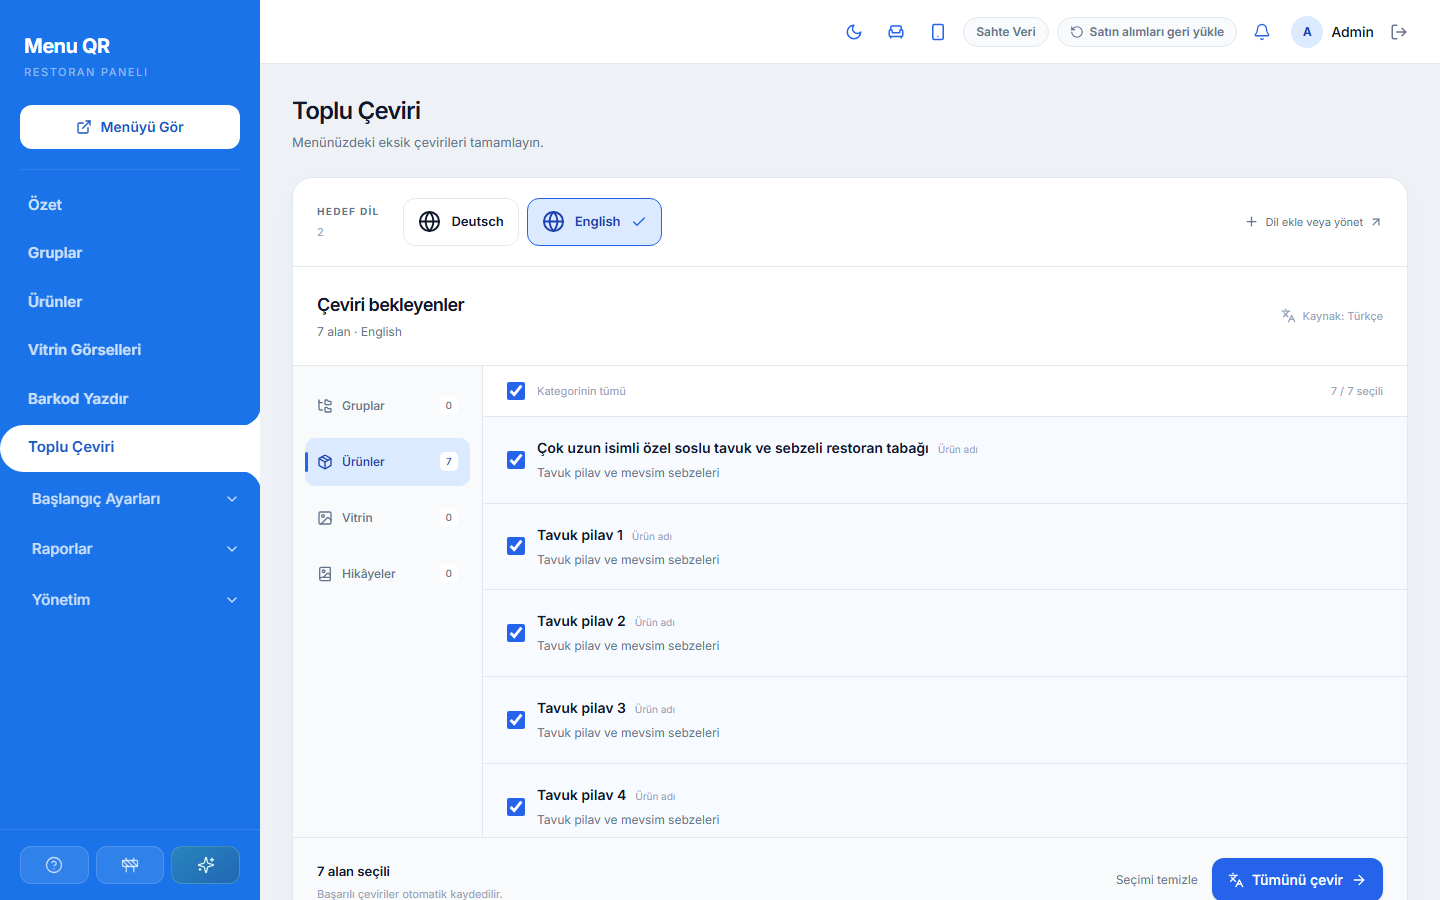 Menu QR
RESTORAN PANELİ
Menüyü Gör
Özet
Gruplar
Ürünler
Vitrin Görselleri
Barkod Yazdır
Toplu Çeviri
Başlangıç Ayarları
Raporlar
Yönetim
Sahte Veri
Satın alımları geri yükle
A
Admin
Toplu Çeviri
Menünüzdeki eksik çevirileri tamamlayın.
HEDEF DİL
2
Deutsch
English
Dil ekle veya yönet
Çeviri bekleyenler
7 alan · English
Kaynak: Türkçe
Gruplar 0
Ürünler 7
Vitrin 0
Hikâyeler 0
Kategorinin tümü
7 / 7 seçili
Çok uzun isimli özel soslu tavuk ve sebzeli restoran tabağı Ürün adı
Tavuk pilav ve mevsim sebzeleri
Tavuk pilav 1 Ürün adı
Tavuk pilav ve mevsim sebzeleri
Tavuk pilav 2 Ürün adı
Tavuk pilav ve mevsim sebzeleri
Tavuk pilav 3 Ürün adı
Tavuk pilav ve mevsim sebzeleri
Tavuk pilav 4 Ürün adı
Tavuk pilav ve mevsim sebzeleri
7 alan seçili
Başarılı çeviriler otomatik kaydedilir.
Seçimi temizle
Tümünü çevir